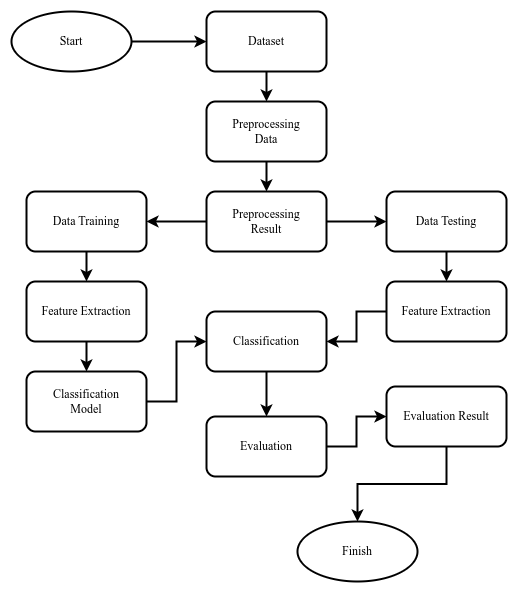 Start
Dataset
Preprocessing
Data
Data Training
Preprocessing
Result
Data Testing
Feature Extraction
Feature Extraction
Classification
Classification
Model
Evaluation Result
Evaluation
Finish